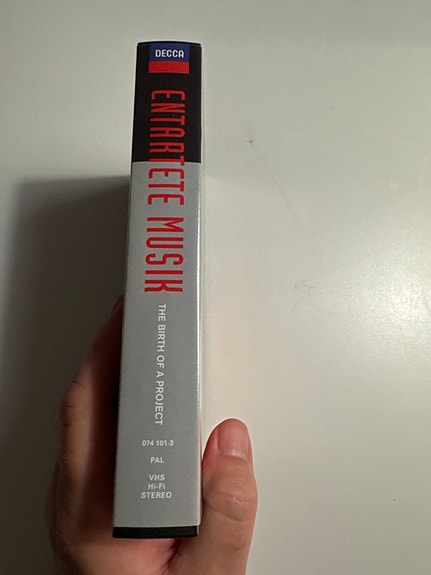 DECCA
ENTARTETE MUSIK
THE BIRTH OF A PROJECT
074 101-3
PAL
VHS
Hi-Fi
STEREO